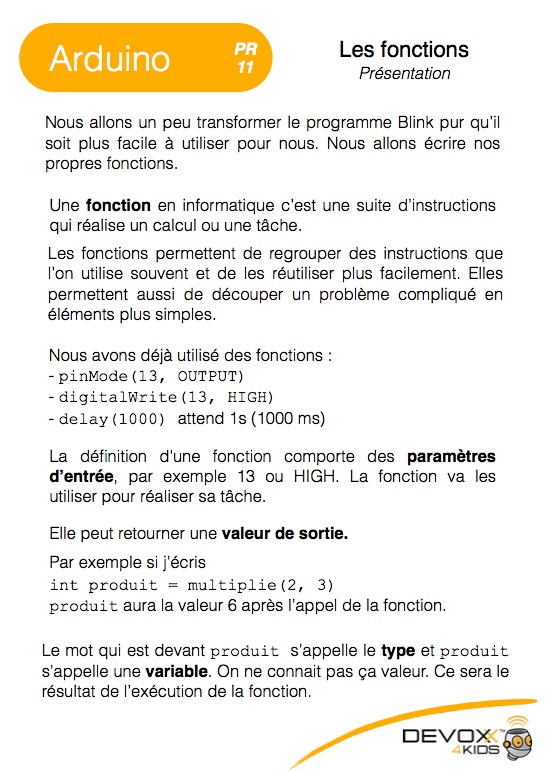 Arduino
PR
11
Les fonctions
Présentation
Nous allons un peu transformer le programme Blink pur qu'il
soit plus facile à utiliser pour nous. Nous allons écrire nos
propres fonctions.
Une fonction en informatique c'est une suite d'instructions
qui réalise un calcul ou une tâche.
Les fonctions permettent de regrouper des instructions que
l'on utilise souvent et de les réutiliser plus facilement. Elles
permettent aussi de découper un problème compliqué en
éléments plus simples.
Nous avons déjà utilisé des fonctions :
- pinMode(13, OUTPUT)
- digitalWrite(13, HIGH)
- delay(1000) attend 1s (1000 ms)
La définition d'une fonction comporte des paramètres
d'entrée, par exemple 13 ou HIGH. La fonction va les
utiliser pour réaliser sa tâche.
Elle peut retourner une valeur de sortie.
Par exemple si j'écris
int produit = multiplie(2, 3)
produit aura la valeur 6 après l'appel de la fonction.
Le mot qui est devant produit s'appelle le type et produit
s'appelle une variable. On ne connait pas ça valeur. Ce sera le
résultat de l'exécution de la fonction.
DEVOXX™
4KIDS